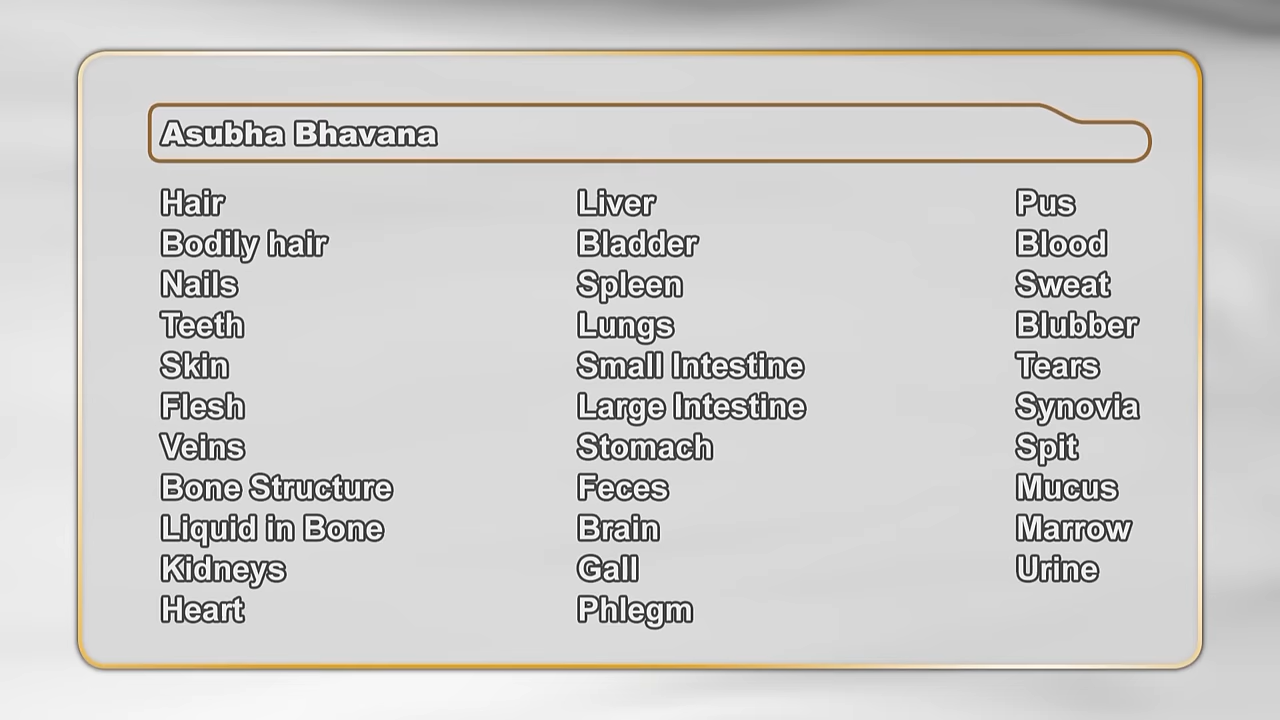 Asubha Bhavana
Hair
Bodily hair
Nails
Teeth
Skin
Flesh
Veins
Bone Structure
Liquid in Bone
Kidneys
Heart
Liver
Bladder
Spleen
Lungs
Small Intestine
Large Intestine
Stomach
Feces
Brain
Gall
Phlegm
Pus
Blood
Sweat
Blubber
Tears
Synovia
Spit
Mucus
Marrow
Urine